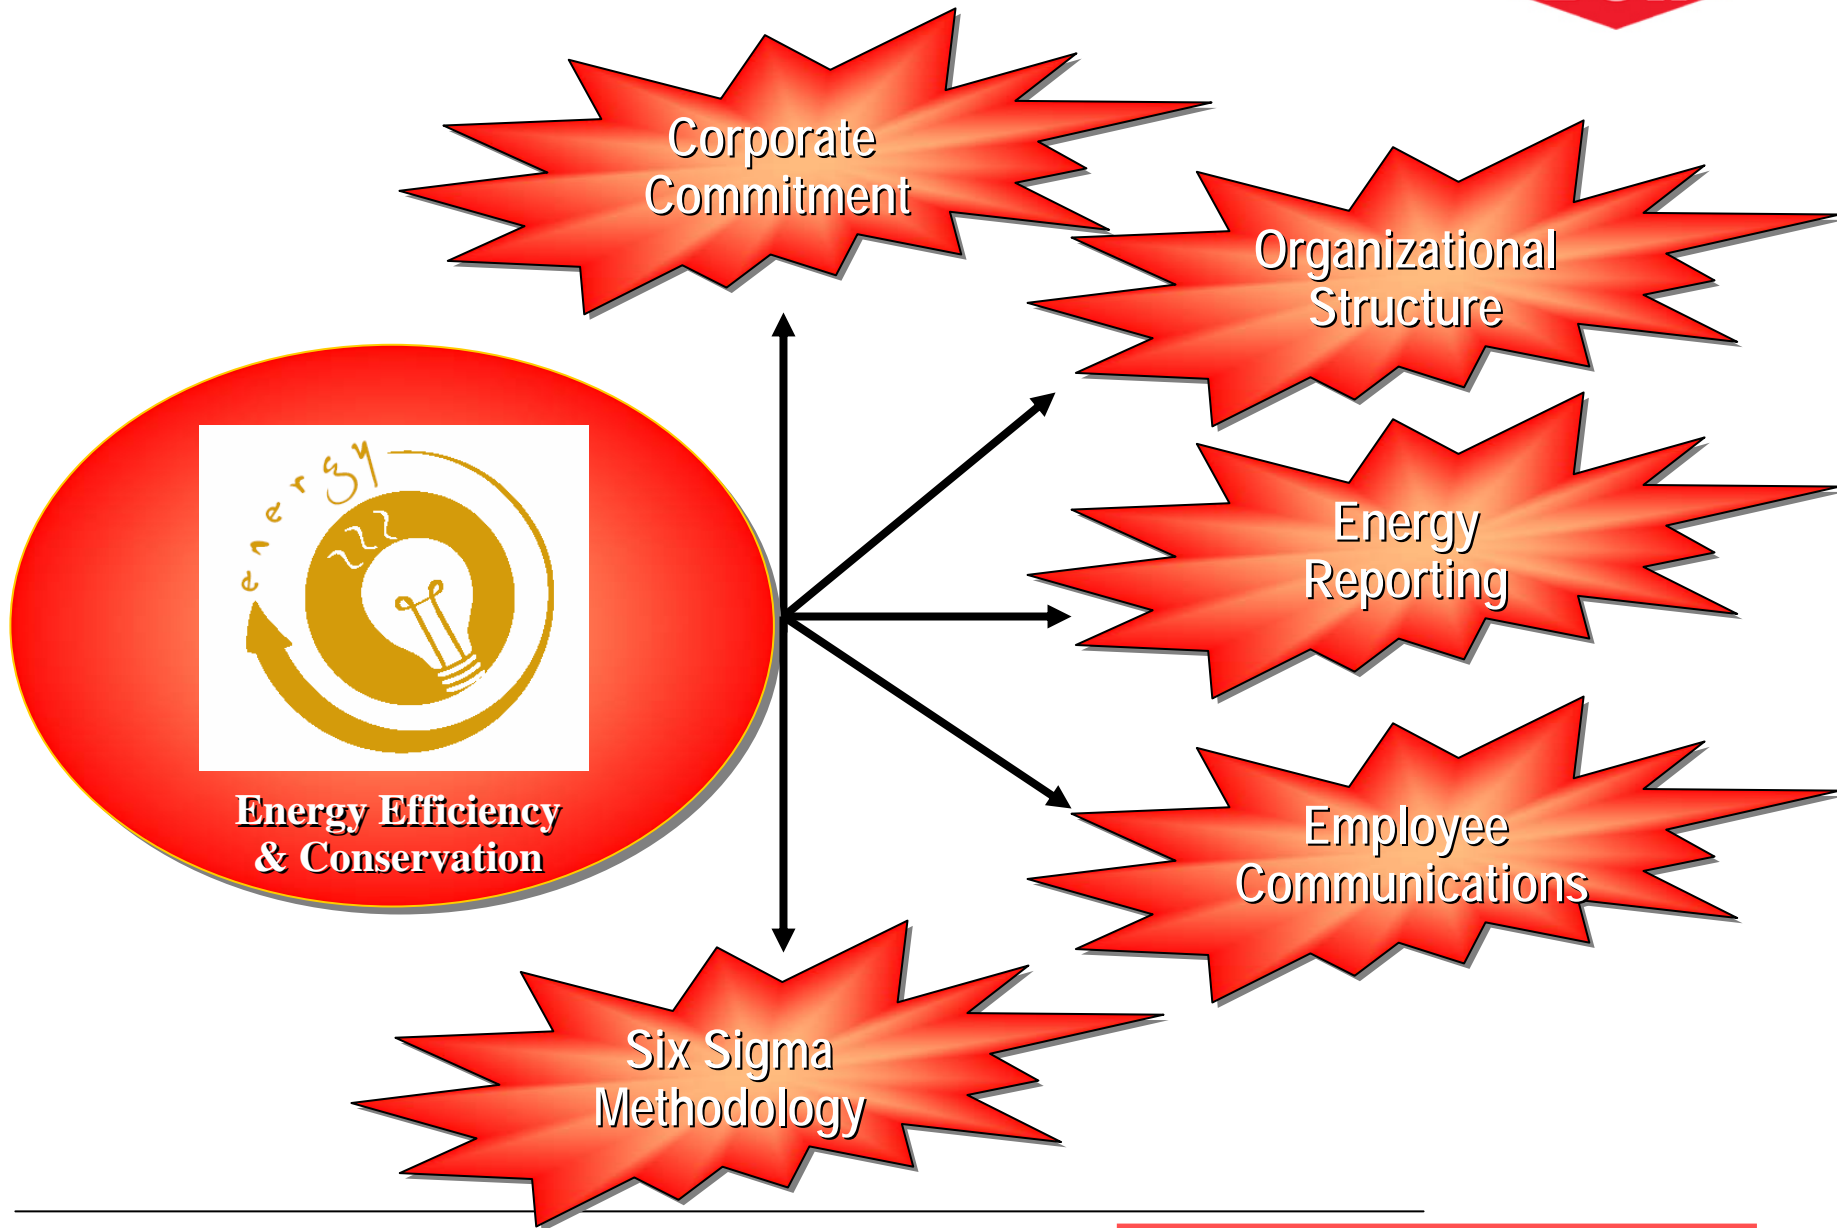 Corporate
Commitment
Organizational
Structure
Energy
Reporting
energy
Energy Efficiency
& Conservation
Employee
Communications
Six Sigma
Methodology